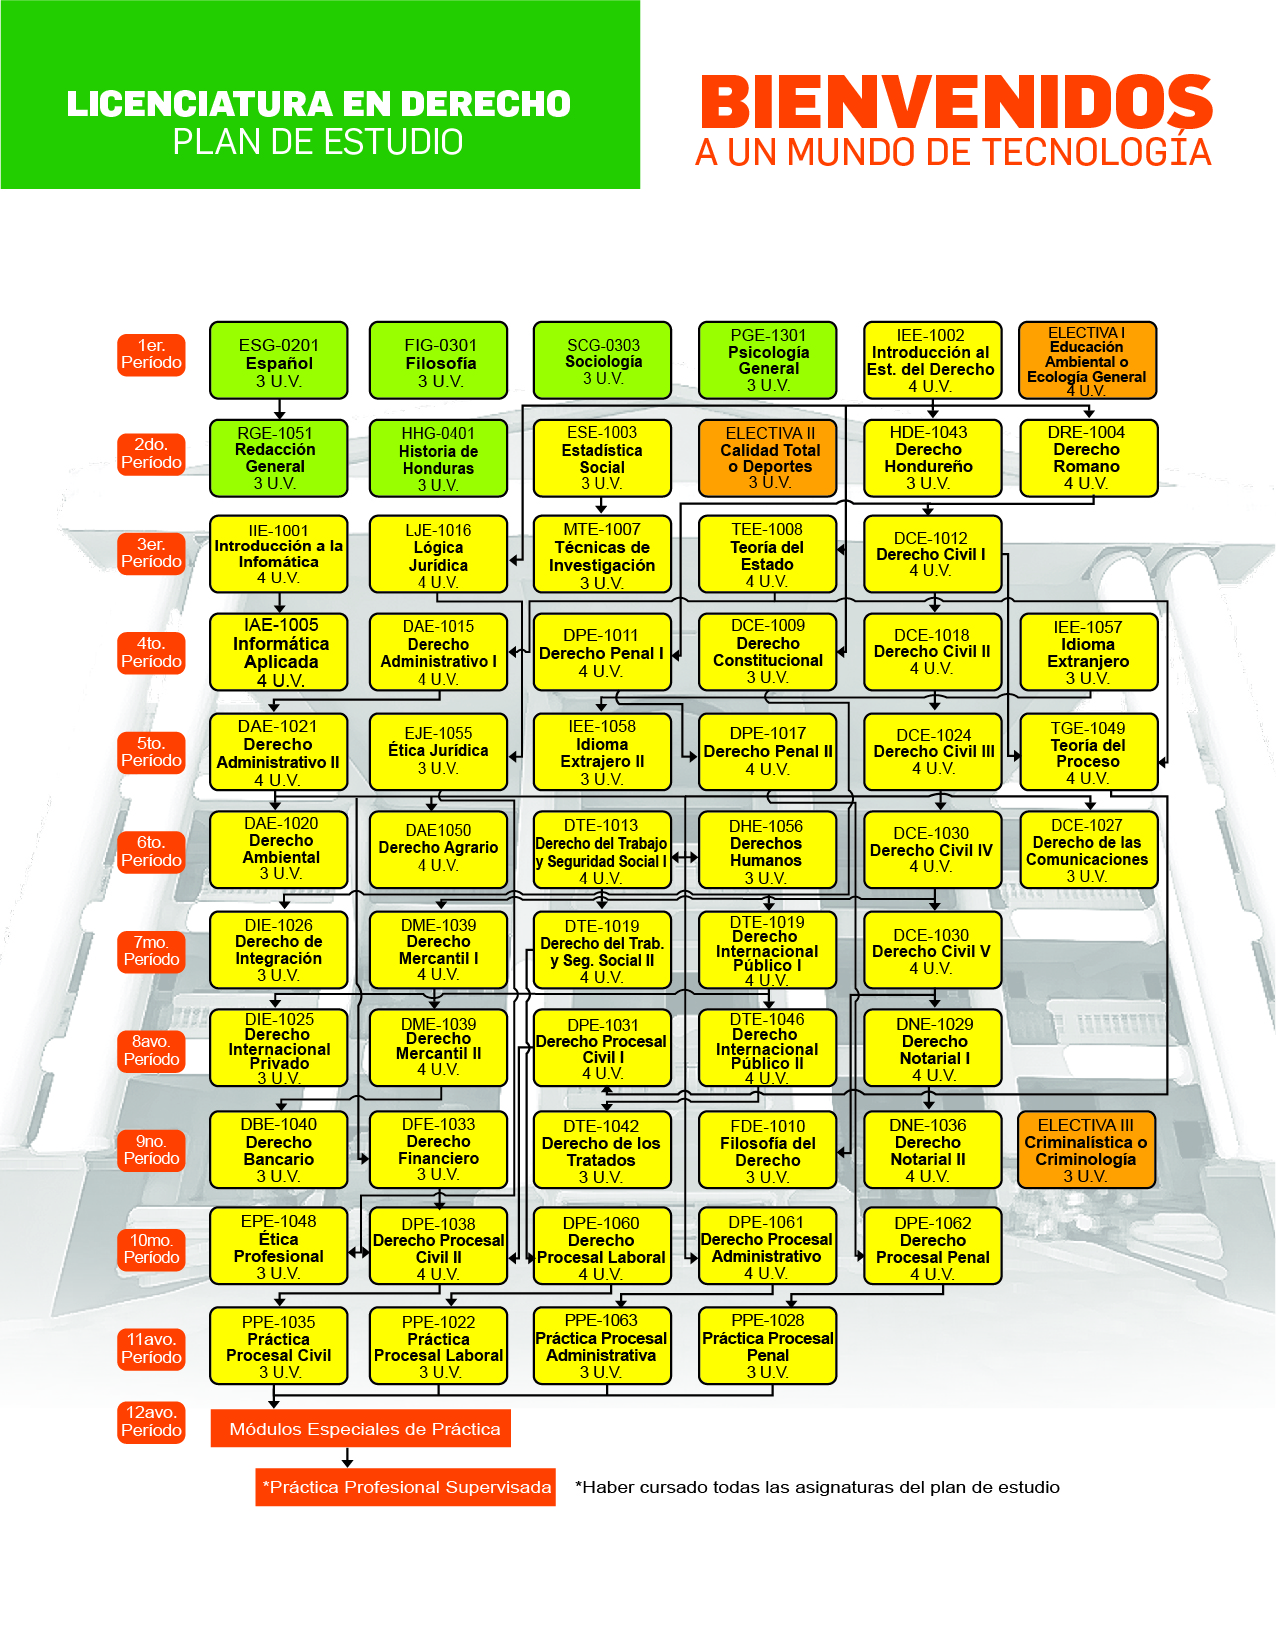 LICENCIATURA EN DERECHO
PLAN DE ESTUDIO
BIENVENIDOS
A UN MUNDO DE TECNOLOGÍA
1er.
Período
ESG-0201
Español
3 U.V.
FIG-0301
Filosofía
3 U.V.
SCG-0303
Sociología
3 U.V.
PGE-1301
Psicología
General
3 U.V.
IEE-1002
Introducción al
Est. del Derecho
4 U.V.
ELECTIVA I
Educación
Ambiental o
Ecología General
4 U.V.
2do.
Período
RGE-1051
Redacción
General
3 U.V.
HHG-0401
Historia de
Honduras
3 U.V.
ESE-1003
Estadística
Social
3 U.V.
ELECTIVA II
Calidad Total
o Deportes
3 U.V.
HDE-1043
Derecho
Hondureño
3 U.V.
DRE-1004
Derecho
Romano
4 U.V.
3er.
Período
IIE-1001
Introducción a la
Infomática
4 U.V.
LJE-1016
Lógica
Jurídica
4 U.V.
MTE-1007
Técnicas de
Investigación
3 U.V.
TEE-1008
Teoría del
Estado
4 U.V.
DCE-1012
Derecho Civil I
4 U.V.
4to.
Período
IAE-1005
Informática
Aplicada
4 U.V.
DAE-1015
Derecho
Administrativo I
4 U.V.
DPE-1011
Derecho Penal I
4 U.V.
DCE-1009
Derecho
Constitucional
3 U.V.
DCE-1018
Derecho Civil II
4 U.V.
IEE-1057
Idioma
Extranjero
3 U.V.
5to.
Período
DAE-1021
Derecho
Administrativo II
4 U.V.
EJE-1055
Ética Jurídica
3 U.V.
IEE-1058
Idioma
Extrajero II
3 U.V.
DPE-1017
Derecho Penal II
4 U.V.
DCE-1024
Derecho Civil III
4 U.V.
TGE-1049
Teoría del
Proceso
4 U.V.
6to.
Período
DAE-1020
Derecho
Ambiental
3 U.V.
DAE1050
Derecho Agrario
4 U.V.
DTE-1013
Derecho del Trabajo
y Seguridad Social I
4 U.V.
DHE-1056
Derechos
Humanos
3 U.V.
DCE-1030
Derecho Civil IV
4 U.V.
DCE-1027
Derecho de las
Comunicaciones
3 U.V.
7mo.
Período
DIE-1026
Derecho de
Integración
3 U.V.
DME-1039
Derecho
Mercantil I
4 U.V.
DTE-1019
Derecho del Trab.
y Seg. Social II
4 U.V.
DTE-1019
Derecho
Internacional
Público I
4 U.V.
DCE-1030
Derecho Civil V
4 U.V.
8avo.
Período
DIE-1025
Derecho
Internacional
Privado
3 U.V.
DME-1039
Derecho
Mercantil II
4 U.V.
DPE-1031
Derecho Procesal
Civil I
4 U.V.
DTE-1046
Derecho
Internacional
Público II
4 U.V.
DNE-1029
Derecho
Notarial I
4 U.V.
9no.
Período
DBE-1040
Derecho
Bancario
3 U.V.
DFE-1033
Derecho
Financiero
3 U.V.
DTE-1042
Derecho de los
Tratados
3 U.V.
FDE-1010
Filosofía del
Derecho
3 U.V.
DNE-1036
Derecho
Notarial II
4 U.V.
ELECTIVA III
Criminalística o
Criminología
3 U.V.
10mo.
Período
EPE-1048
Ética
Profesional
3 U.V.
DPE-1038
Derecho Procesal
Civil II
4 U.V.
DPE-1060
Derecho
Procesal Laboral
4 U.V.
DPE-1061
Derecho Procesal
Administrativo
4 U.V.
DPE-1062
Derecho
Procesal Penal
4 U.V.
11avo.
Período
PPE-1035
Práctica
Procesal Civil
3 U.V.
PPE-1022
Práctica
Procesal Laboral
3 U.V.
PPE-1063
Práctica Procesal
Administrativa
3 U.V.
PPE-1028
Práctica Procesal
Penal
3 U.V.
12avo.
Período
Módulos Especiales de Práctica
*Práctica Profesional Supervisada
*Haber cursado todas las asignaturas del plan de estudio